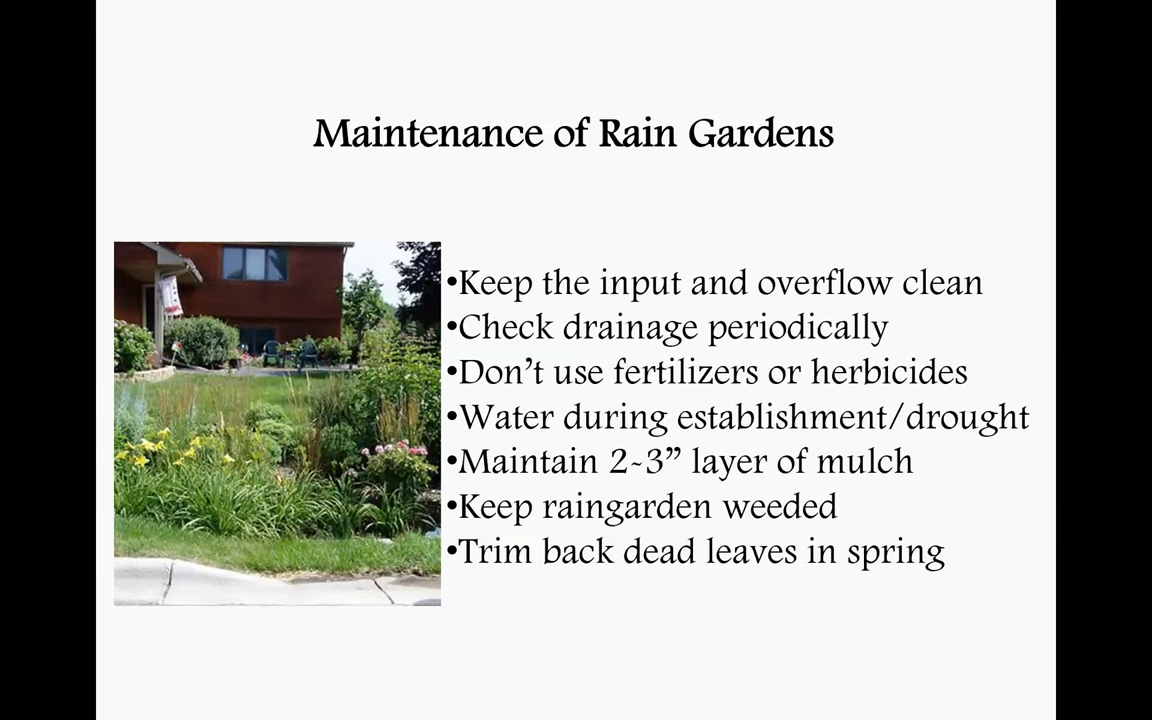 Maintenance of Rain Gardens
•Keep the input and overflow clean
•Check drainage periodically
•Don’t use fertilizers or herbicides
•Water during establishment/drought
•Maintain 2-3” layer of mulch
•Keep raingarden weeded
•Trim back dead leaves in spring